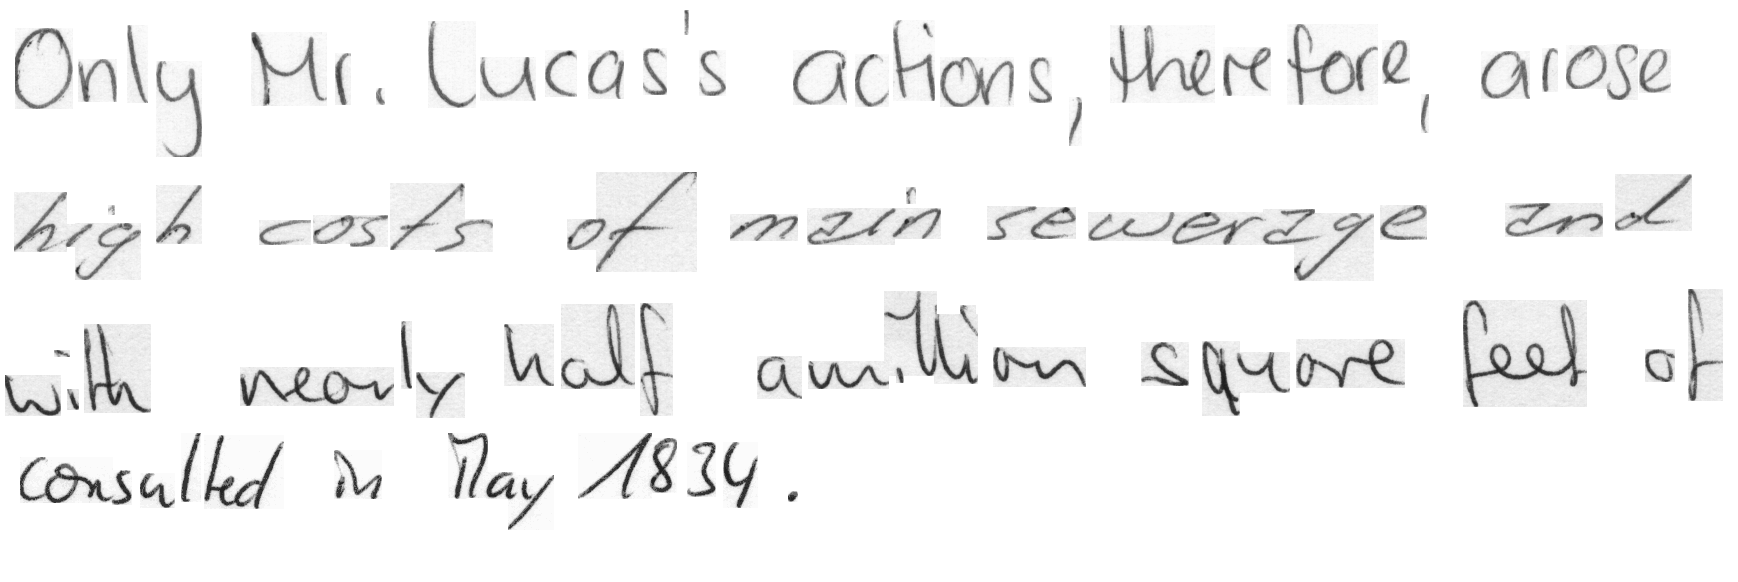 Only Mr. Lucas's actions, therefore, arose
high costs of main sewerage and
with nearly half a million square feet of
consulted in May 1834.